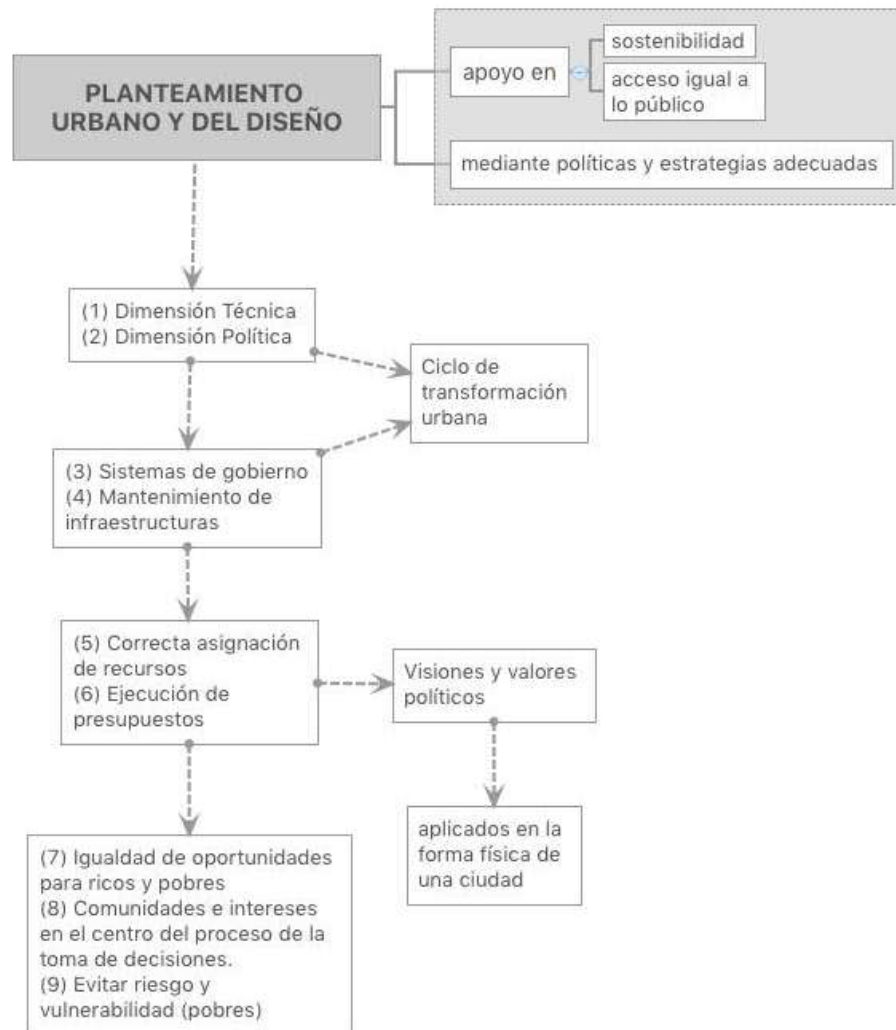 PLANTEAMIENTO
URBANO Y DEL DISEÑO
apoyo en
sostenibilidad
acceso igual a
lo público
mediante políticas y estrategias adecuadas
(1) Dimensión Técnica
(2) Dimensión Política
Ciclo de
transformación
urbana
(3) Sistemas de gobierno
(4) Mantenimiento de
infraestructuras
(5) Correcta asignación
de recursos
(6) Ejecución de
presupuestos
Visiones y valores
políticos
aplicados en la
forma física de
una ciudad
(7) Igualdad de oportunidades
para ricos y pobres
(8) Comunidades e intereses
en el centro del proceso de la
toma de decisiones.
(9) Evitar riesgo y
vulnerabilidad (pobres)